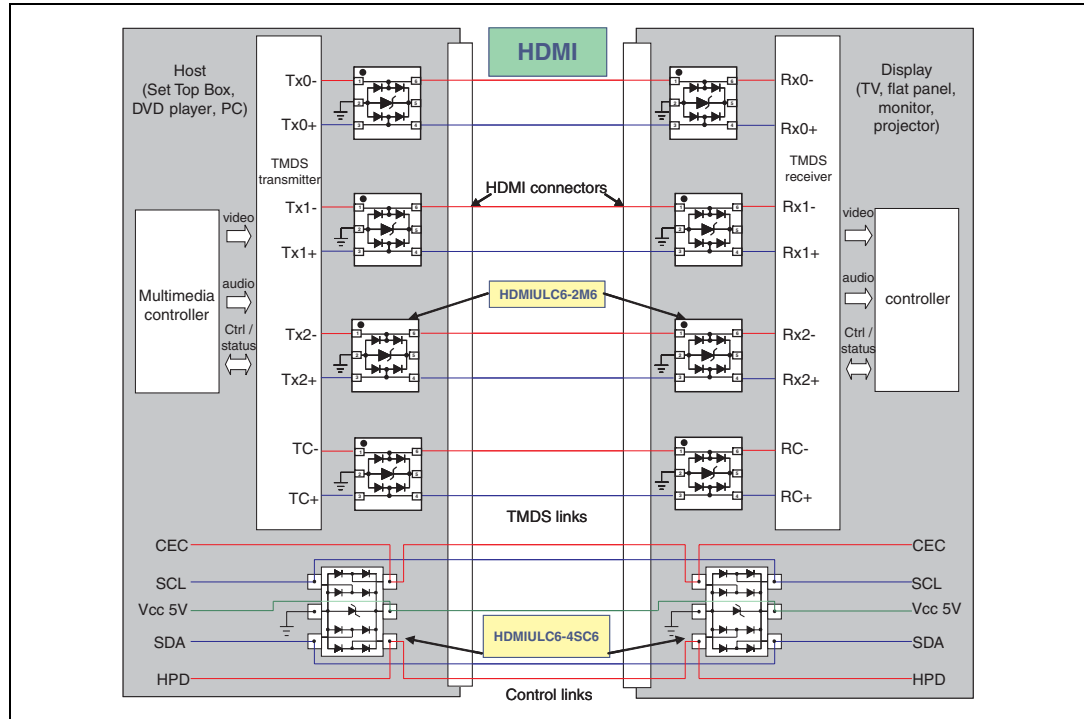 HDMI
Host
(Set Top Box,
DVD player, PC)
Display
(TV, flat panel,
monitor,
projector)
Tx0-
Tx0+
TMDS
transmitter
Tx1-
Tx1+
Tx2-
Tx2+
TC-
TC+
Rx0-
Rx0+
TMDS
receiver
Rx1-
Rx1+
Rx2-
Rx2+
RC-
RC+
HDMI connectors
video
audio
Ctrl /
status
Multimedia
controller
video
audio
Ctrl /
status
controller
HDMIULC6-2M6
TMDS links
CEC
SCL
Vcc 5V
SDA
HPD
CEC
SCL
Vcc 5V
SDA
HPD
HDMIULC6-4SC6
Control links